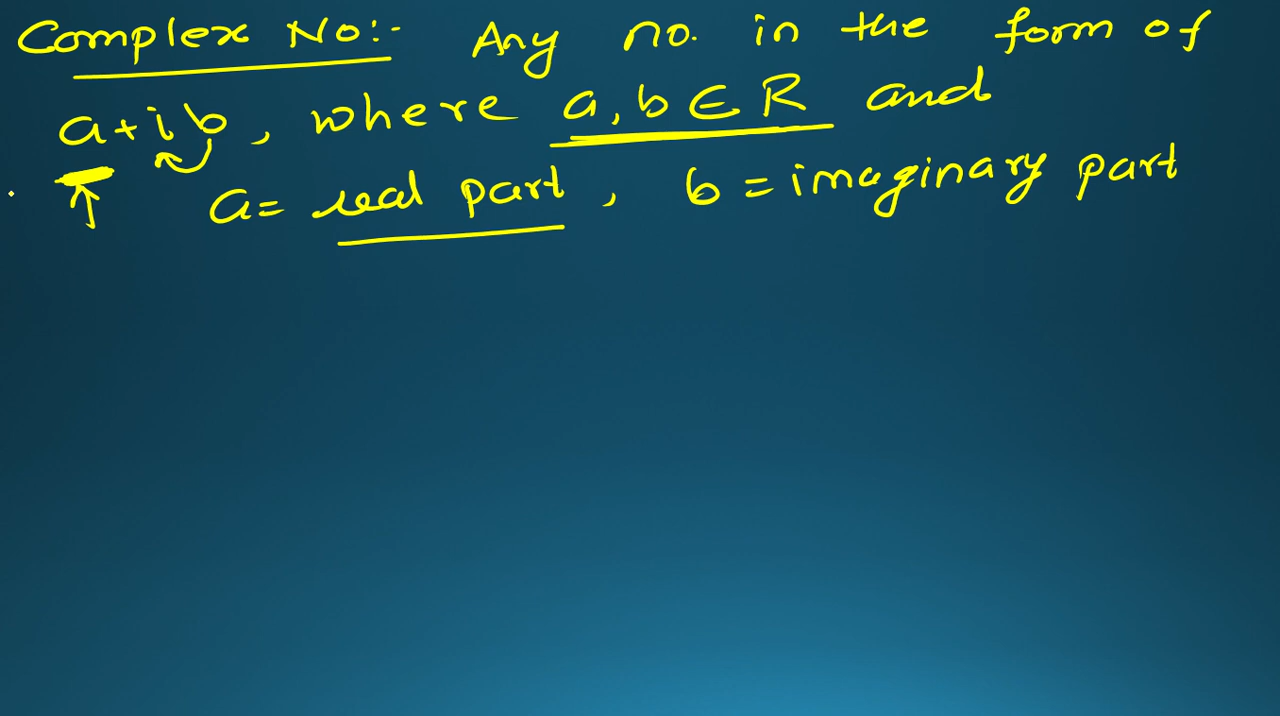 Complex No:- Any no. in the form of
a+ib, where a, b ∈ R and
a = real part, b = imaginary part